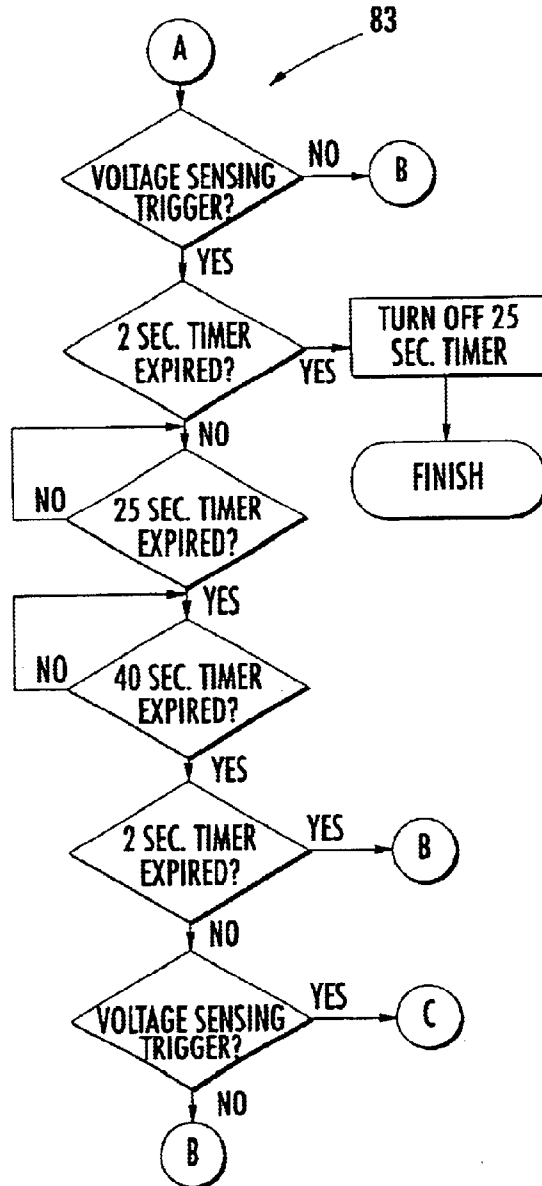 83
A
VOLTAGE SENSING
TRIGGER?
NO
B
YES
2 SEC. TIMER
EXPIRED?
YES
TURN OFF 25
SEC. TIMER
FINISH
NO
25 SEC. TIMER
EXPIRED?
NO
YES
40 SEC. TIMER
EXPIRED?
NO
YES
2 SEC. TIMER
EXPIRED?
YES
B
NO
VOLTAGE SENSING
TRIGGER?
YES
C
NO
B